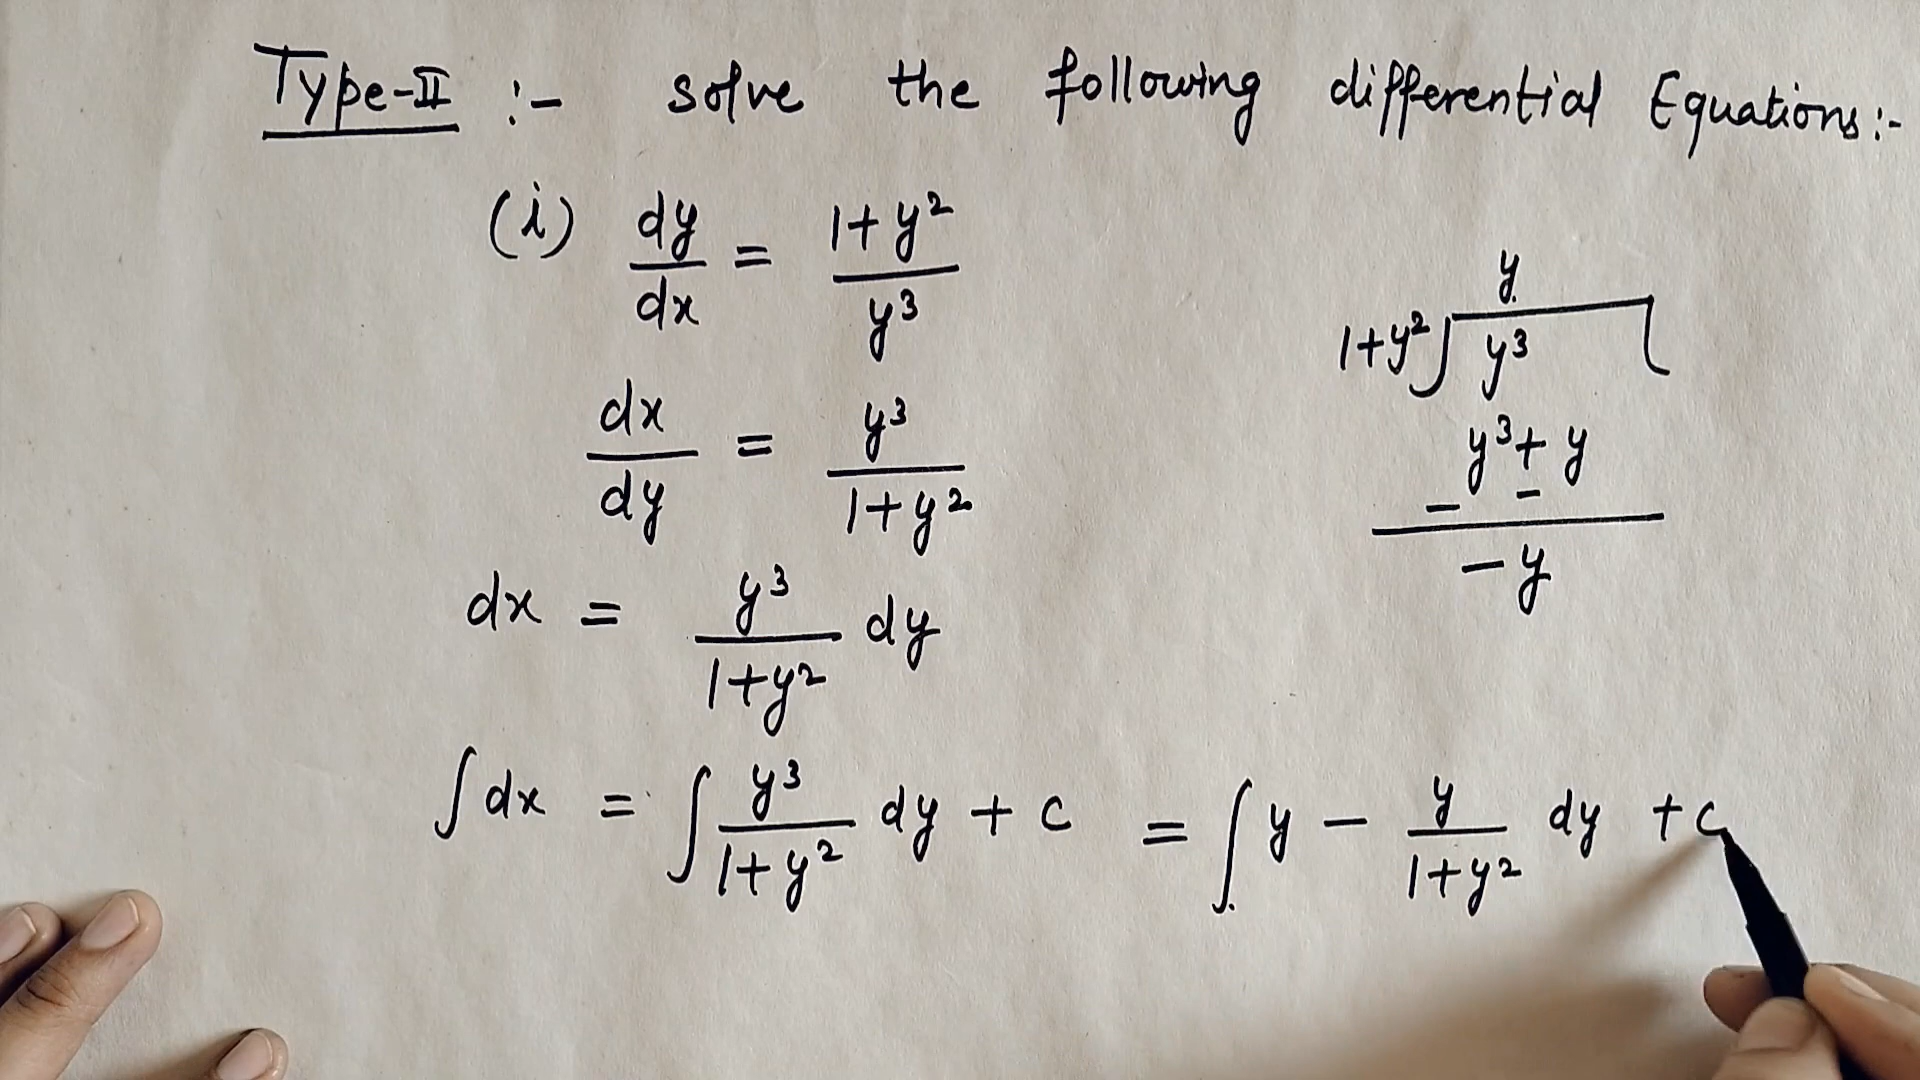 Type-II :- solve the following differential Equations:-
(i) dy/dx = 1+y²/y³
dx/dy = y³/1+y²
dx = y³/1+y² dy
∫dx = ∫ y³/1+y² dy + c = ∫ y - y/1+y² dy + c
y
1+y² ) y³
y³ + y
- -
- y